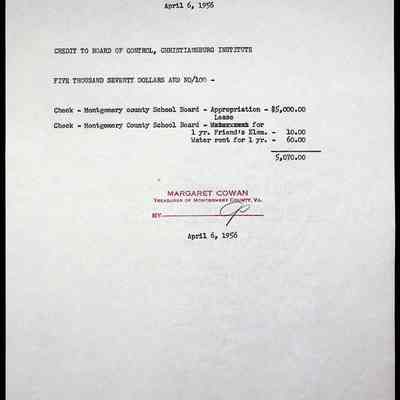 April 6, 1956
CREDIT TO BOARD OF CONTROL, CHRISTIANSBURG INSTITUTE
FIVE THOUSAND SEVENTY DOLLARS AND NO/100 -
Check - Montgomery county School Board - Appropriation - $5,000.00
Lease
Check - Montgomery County School Board - for
1 yr. Friend's Elem. - 10.00
Water rent for 1 yr. - 60.00
5,070.00
MARGARET COWAN
TREASURER OF MONTGOMERY COUNTY, VA.
BY
April 6, 1956